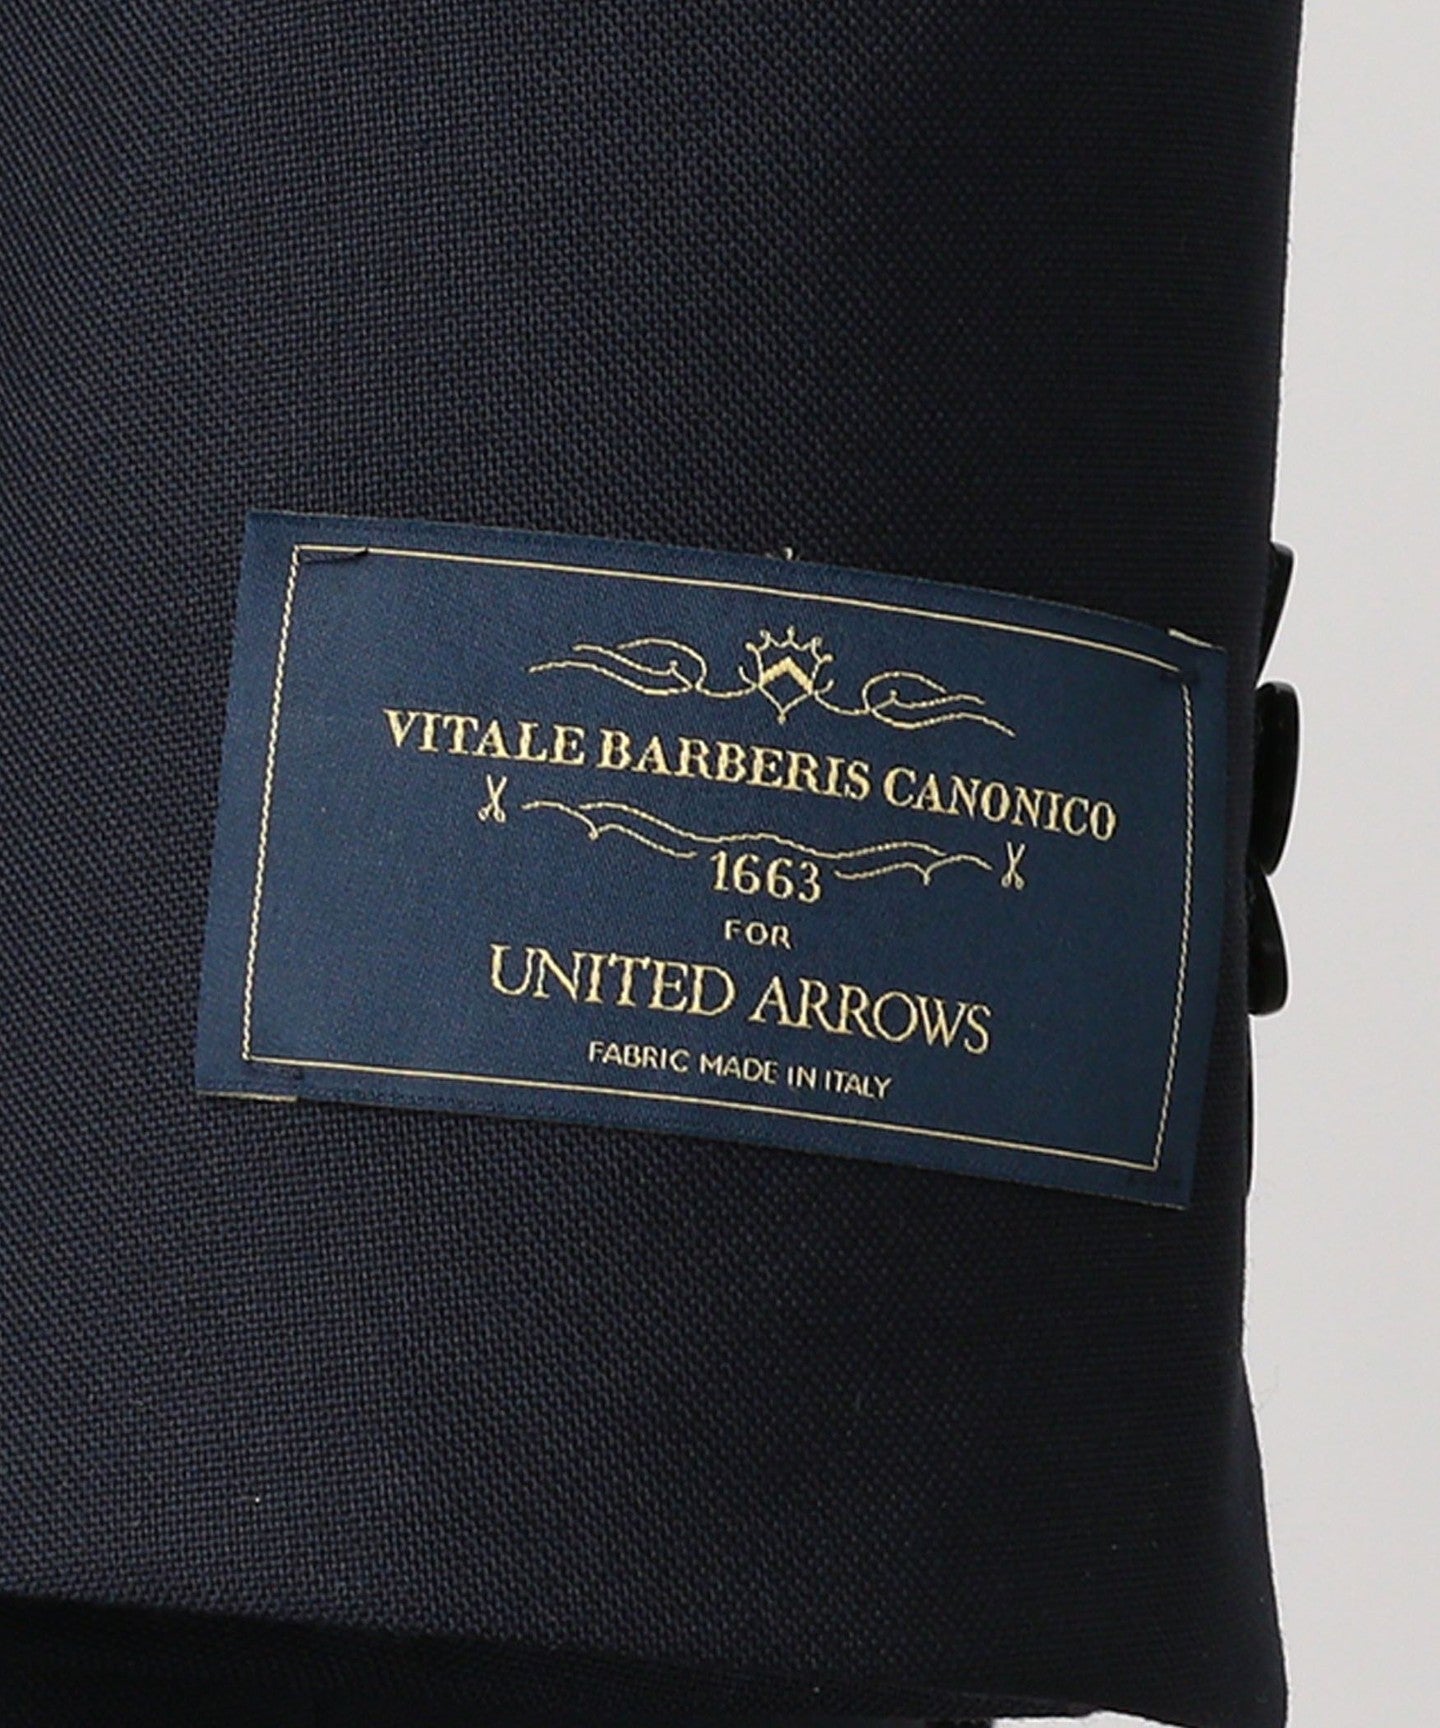 VITALE BARBERIS CANONICO
1663
FOR
UNITED ARROWS
FABRIC MADE IN ITALY